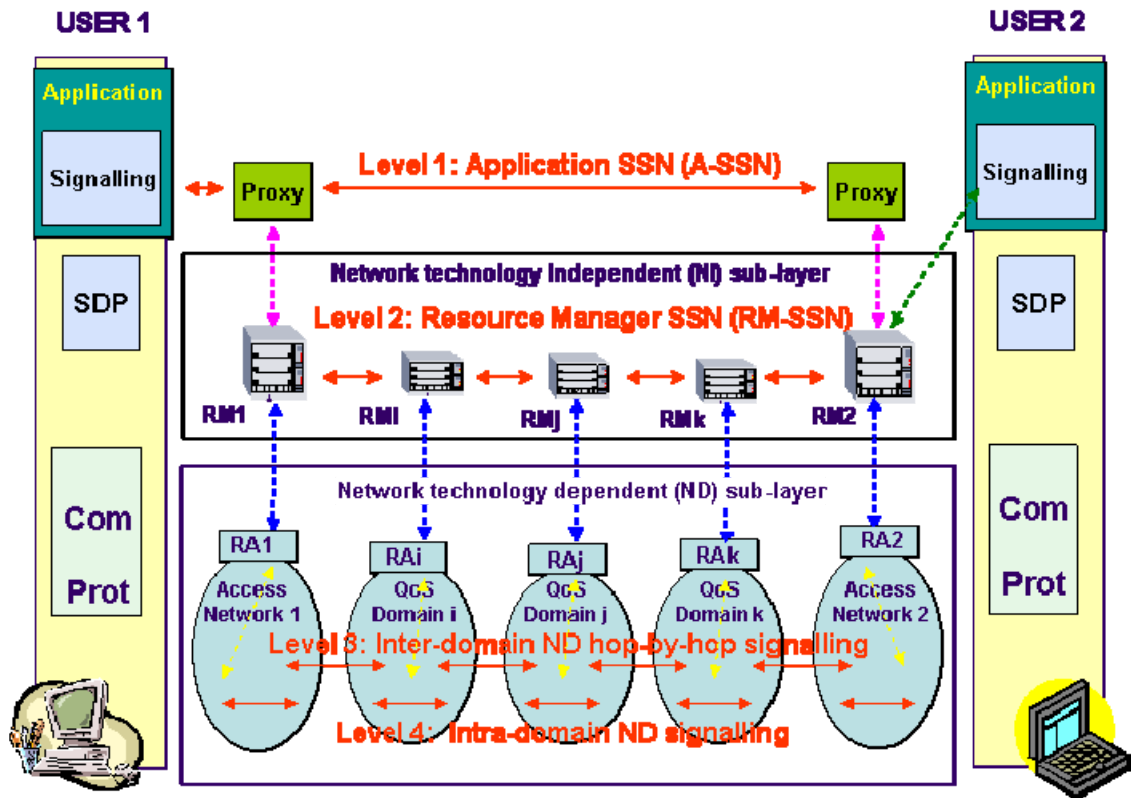 USER 1
USER 2
Application
Signalling
SDP
Com
Prot
Level 1: Application SSN (A-SSN)
Proxy
Proxy
Application
Signalling
SDP
Com
Prot
Network technology Independent (NI) sub-layer
Level 2: Resource Manager SSN (RM-SSN)
RM1
RMi
RMj
RMk
RM2
Network technology dependent (ND) sub-layer
RA1
RAi
RAj
RAk
RA2
Access
Network 1
QoS
Domain i
QoS
Domain j
QoS
Domain k
Access
Network 2
Level 3: Inter-domain ND hop-by-hop signalling
Level 4: Intra-domain ND signalling